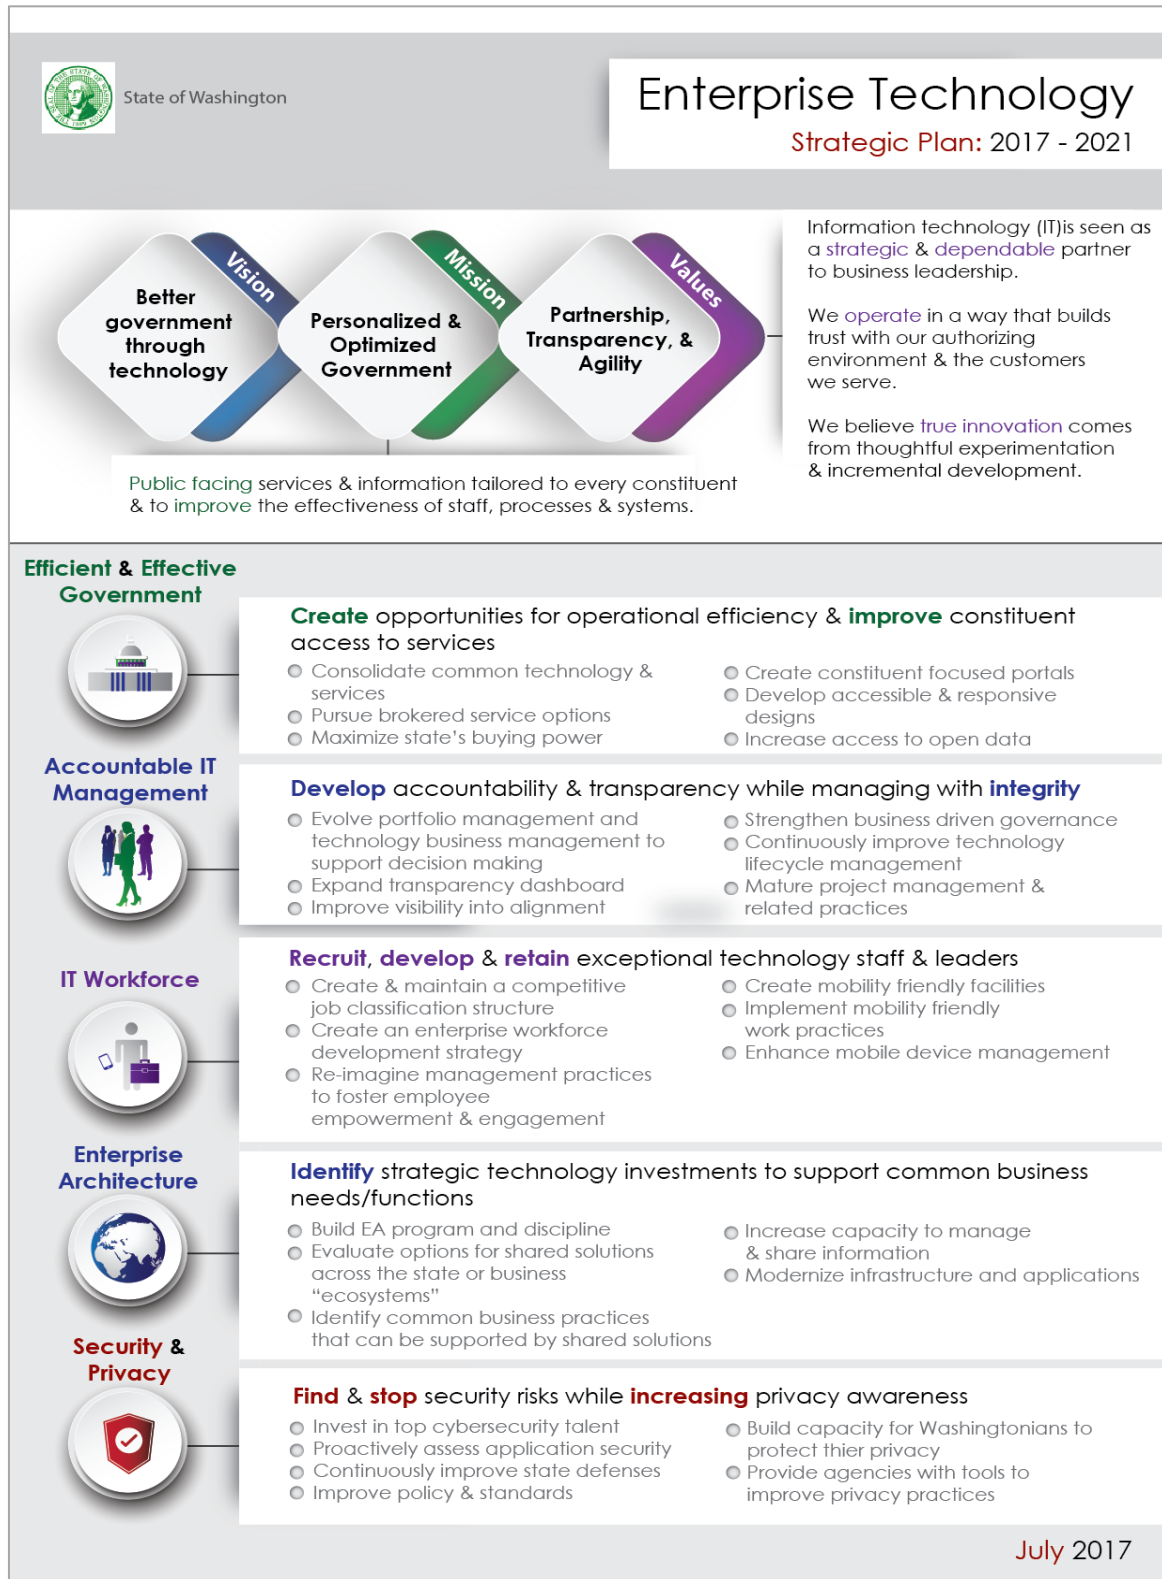 State of Washington
Enterprise Technology
Strategic Plan: 2017 - 2021
Vision
Better
government
through
technology
Mission
Personalized &
Optimized
Government
Values
Partnership,
Transparency, &
Agility
Information technology (IT)is seen as
a strategic & dependable partner
to business leadership.
We operate in a way that builds
trust with our authorizing
environment & the customers
we serve.
We believe true innovation comes
from thoughtful experimentation
& incremental development.
Public facing services & information tailored to every constituent
& to improve the effectiveness of staff, processes & systems.
Efficient & Effective
Government
Create opportunities for operational efficiency & improve constituent
access to services
Consolidate common technology &
services
Pursue brokered service options
Maximize state's buying power
Create constituent focused portals
Develop accessible & responsive
designs
Increase access to open data
Accountable IT
Management
Develop accountability & transparency while managing with integrity
Evolve portfolio management and
technology business management to
support decision making
Expand transparency dashboard
Improve visibility into alignment
Strengthen business driven governance
Continuously improve technology
lifecycle management
Mature project management &
related practices
IT Workforce
Recruit, develop & retain exceptional technology staff & leaders
Create & maintain a competitive
job classification structure
Create an enterprise workforce
development strategy
Re-imagine management practices
to foster employee
empowerment & engagement
Create mobility friendly facilities
Implement mobility friendly
work practices
Enhance mobile device management
Enterprise
Architecture
Identify strategic technology investments to support common business
needs/functions
Build EA program and discipline
Evaluate options for shared solutions
across the state or business
"ecosystems"
Identify common business practices
that can be supported by shared solutions
Increase capacity to manage
& share information
Modernize infrastructure and applications
Security &
Privacy
Find & stop security risks while increasing privacy awareness
Invest in top cybersecurity talent
Proactively assess application security
Continuously improve state defenses
Improve policy & standards
Build capacity for Washingtonians to
protect thier privacy
Provide agencies with tools to
improve privacy practices
July 2017